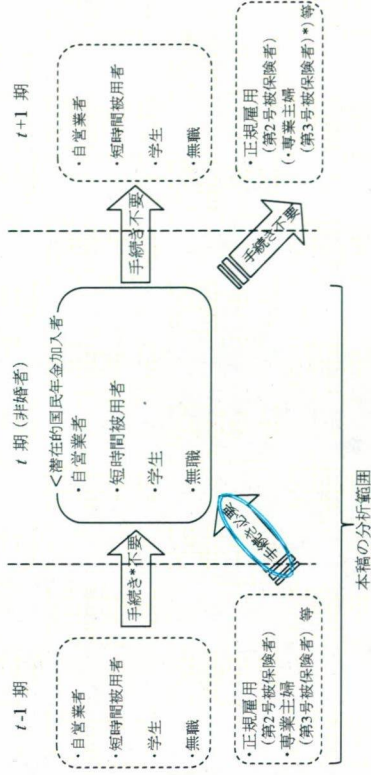 t-1 期
・自営業者
・短時間被用者
・学生
・無職
・正規雇用
(第2号被保険者)
・専業主婦
(第3号被保険者) 等
手続き*不要
手続き必要
t 期 (非婚者)
<潜在的国民年金加入者
・自営業者
・短時間被用者
・学生
・無職
手続き不要
手続き不要
t+1 期
・自営業者
・短時間被用者
・学生
・無職
・正規雇用
(第2号被保険者)
(・専業主婦
(第3号被保険者)*) 等
本稿の分析範囲